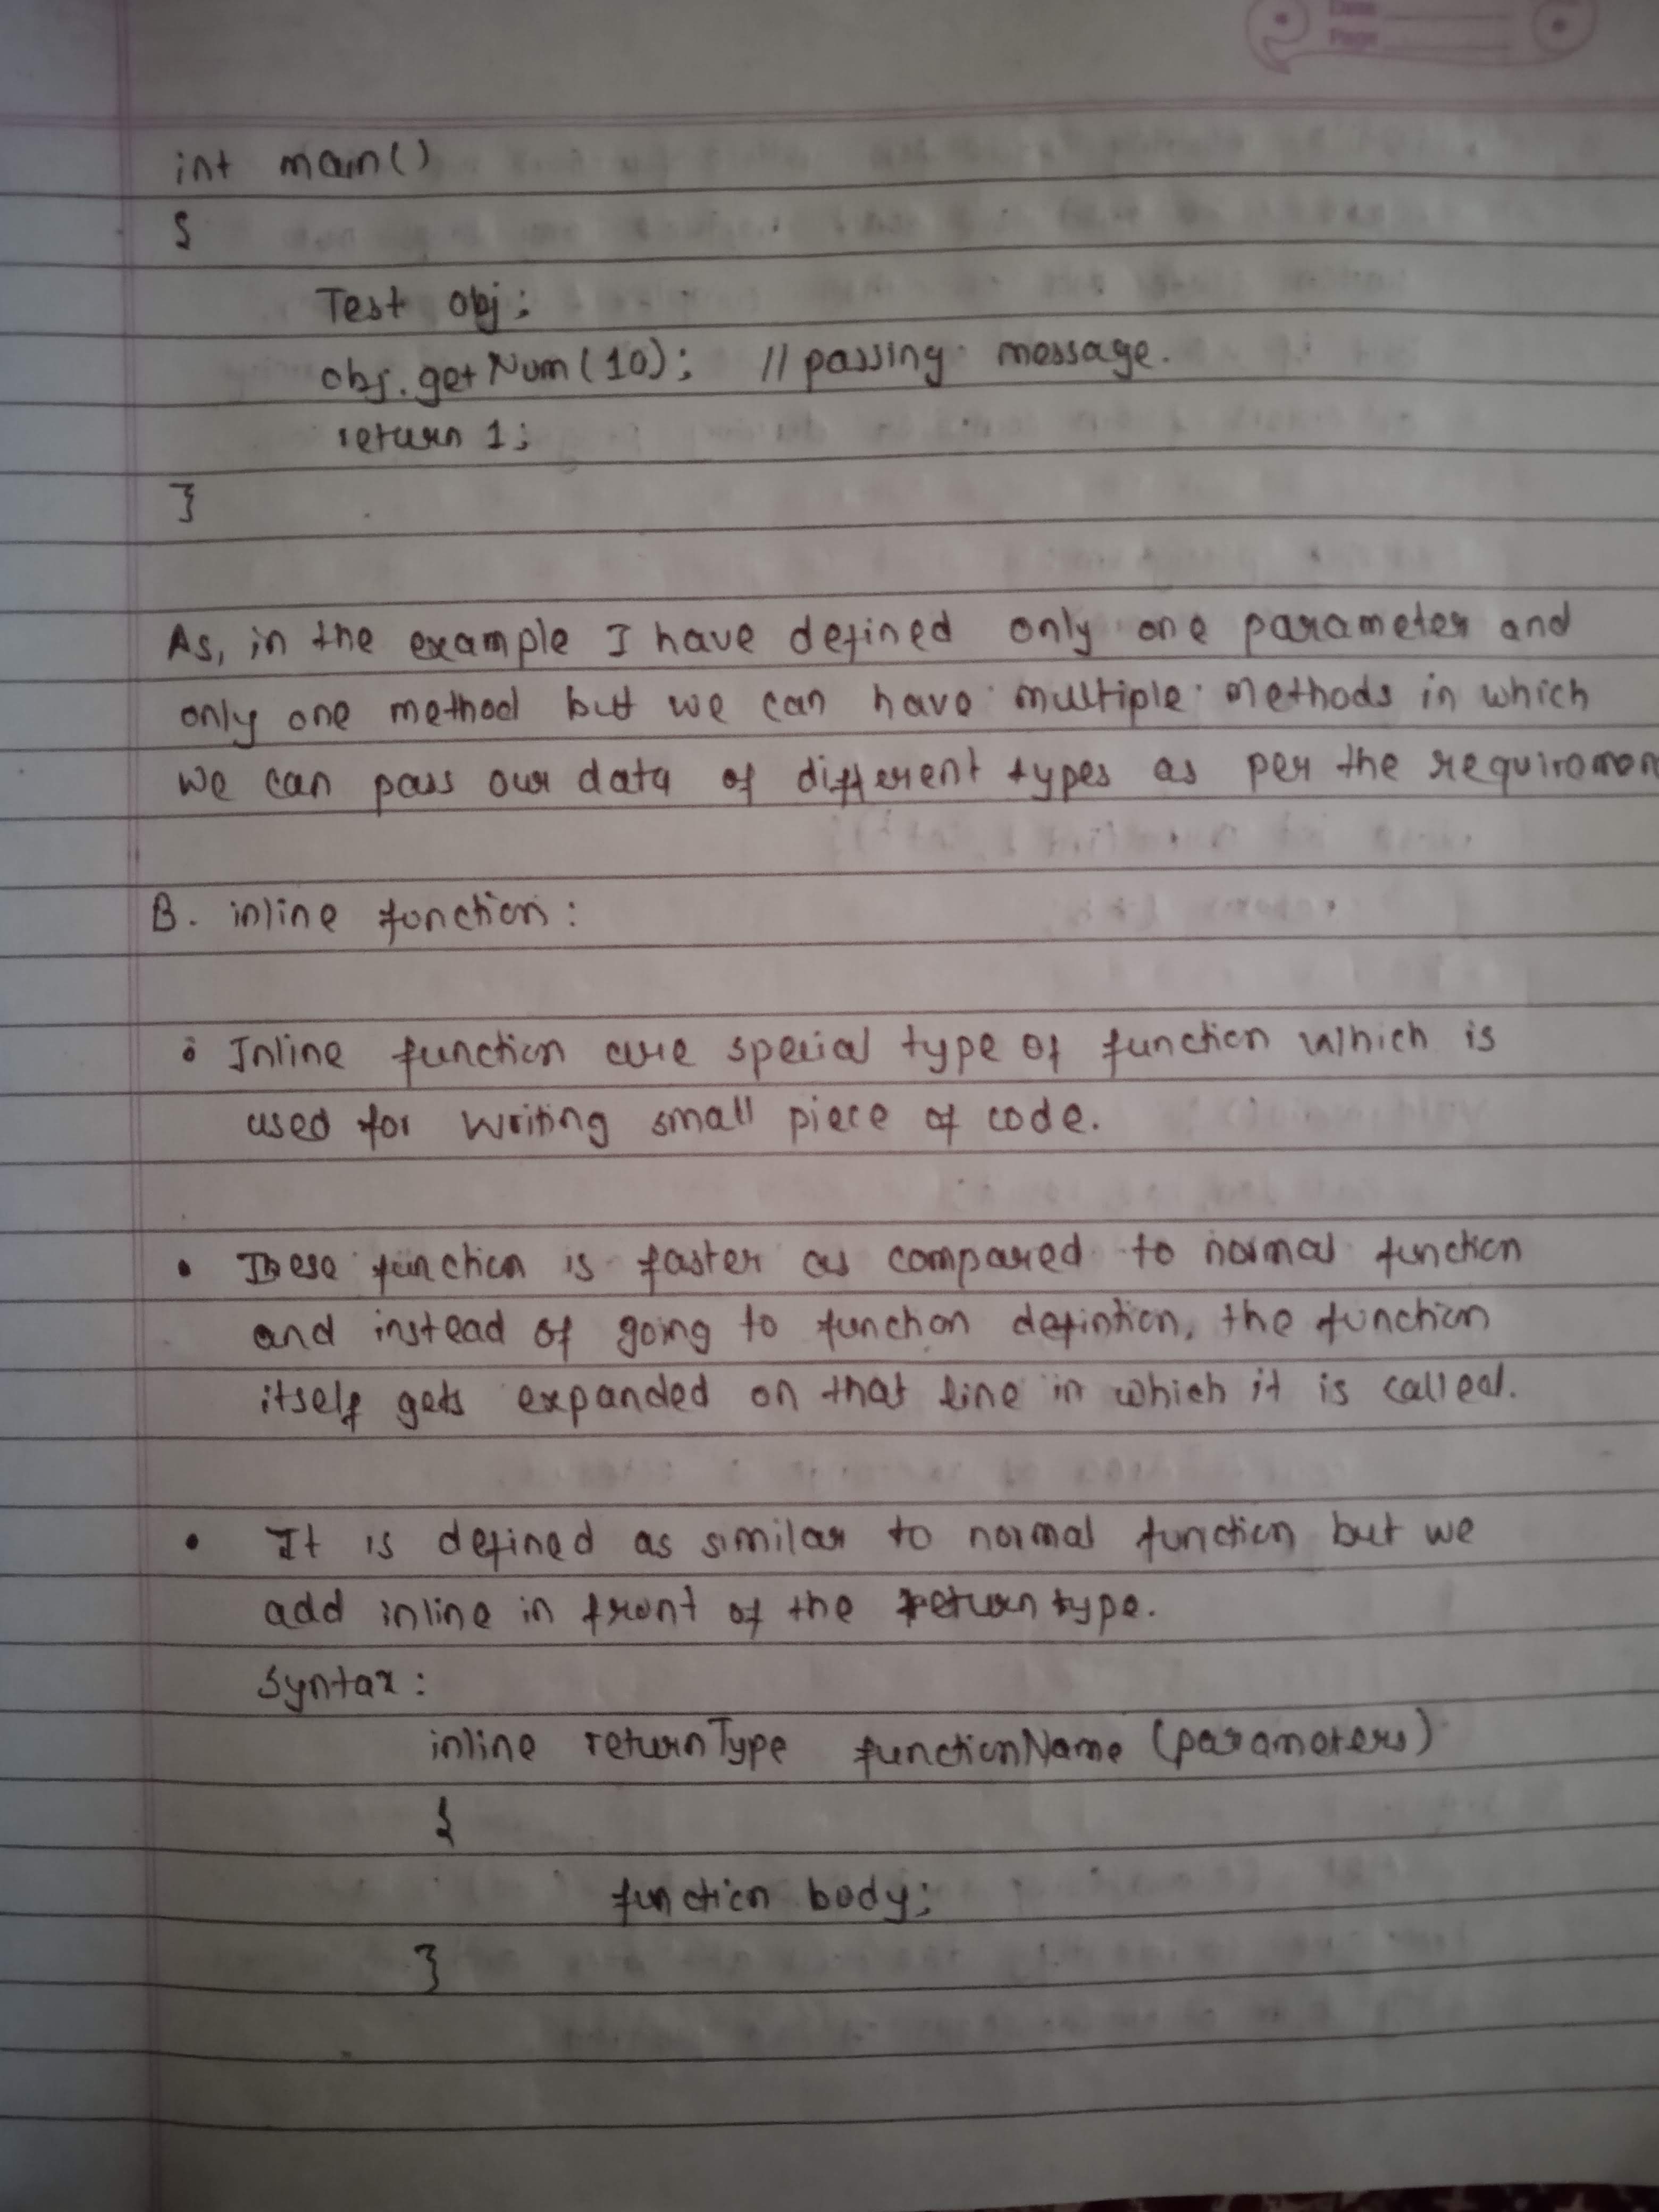 Date
Page
int main()
{
Test obj;
obj.getNum(10); // passing message.
return 1;
}
As, in the example I have defined only one parameter and
only one method but we can have multiple methods in which
we can pass our data of different types as per the requiremen
B. inline function:
• Inline function are special type of function which is
used for writing small piece of code.
• These function is faster as compared to normal function
and instead of going to function defintion, the function
itself gets expanded on that line in which it is called.
• It is defined as similar to normal function but we
add inline in front of the return type.
Syntax:
inline returnType functionName (parameters)
{
function body;
}